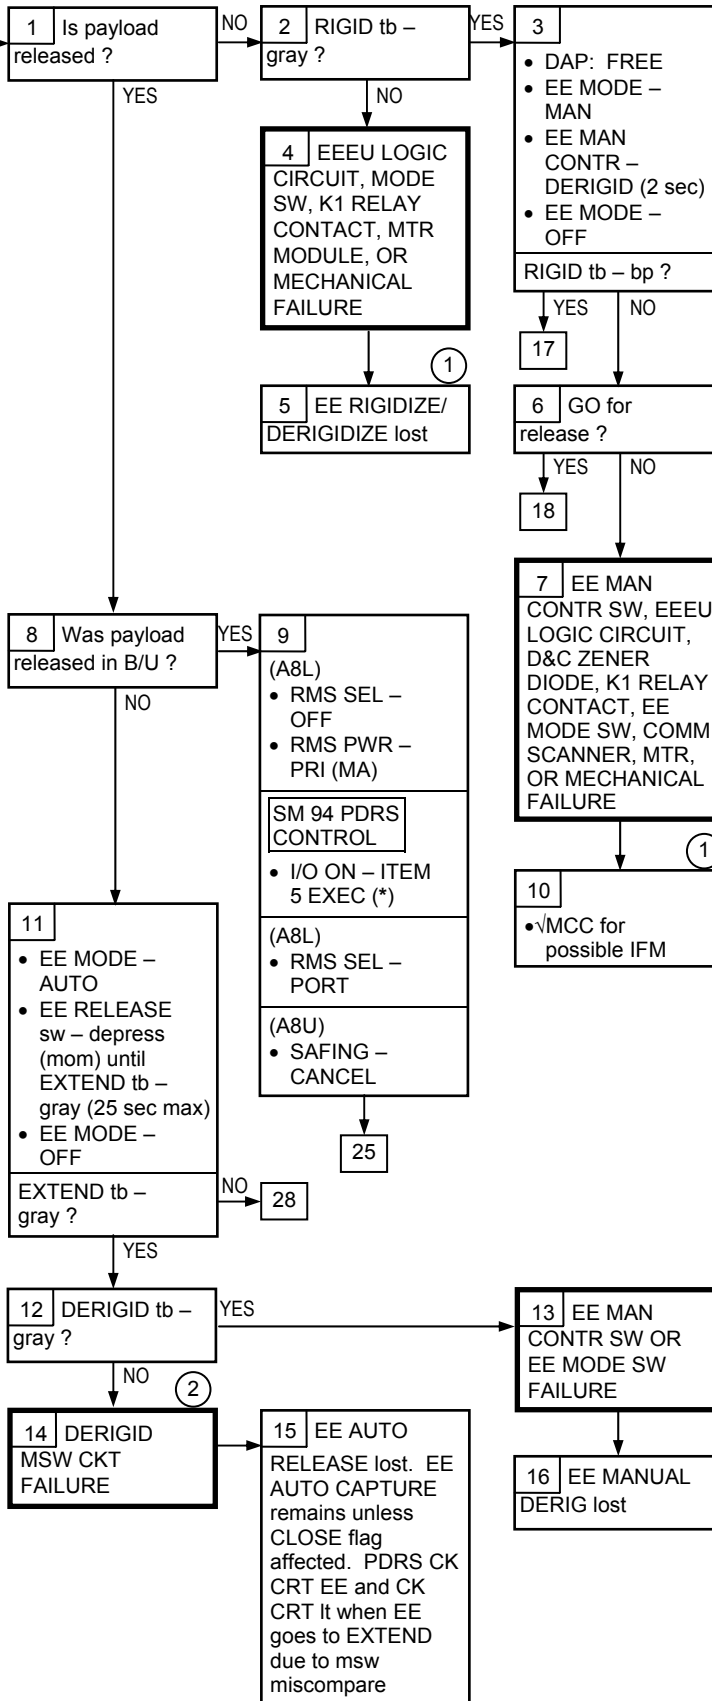 1 Is payload
released ?
NO
YES
2 RIGID tb –
gray ?
YES
NO
3
• DAP: FREE
• EE MODE –
MAN
• EE MAN
CONTR –
DERIGID (2 sec)
• EE MODE –
OFF
RIGID tb – bp ?
YES
NO
17
4 EEEU LOGIC
CIRCUIT, MODE
SW, K1 RELAY
CONTACT, MTR
MODULE, OR
MECHANICAL
FAILURE
1
5 EE RIGIDIZE/
DERIGIDIZE lost
6 GO for
release ?
YES
NO
18
7 EE MAN
CONTR SW, EEEU
LOGIC CIRCUIT,
D&C ZENER
DIODE, K1 RELAY
CONTACT, EE
MODE SW, COMM
SCANNER, MTR,
OR MECHANICAL
FAILURE
1
8 Was payload
released in B/U ?
YES
NO
9
(A8L)
• RMS SEL –
OFF
• RMS PWR –
PRI (MA)
SM 94 PDRS
CONTROL
• I/O ON – ITEM
5 EXEC (*)
(A8L)
• RMS SEL –
PORT
(A8U)
• SAFING –
CANCEL
25
10
•√MCC for
possible IFM
11
• EE MODE –
AUTO
• EE RELEASE
sw – depress
(mom) until
EXTEND tb –
gray (25 sec max)
• EE MODE –
OFF
EXTEND tb –
gray ?
NO
28
YES
12 DERIGID tb –
gray ?
YES
NO
2
13 EE MAN
CONTR SW OR
EE MODE SW
FAILURE
14 DERIGID
MSW CKT
FAILURE
15 EE AUTO
RELEASE lost. EE
AUTO CAPTURE
remains unless
CLOSE flag
affected. PDRS CK
CRT EE and CK
CRT lt when EE
goes to EXTEND
due to msw
miscompare
16 EE MANUAL
DERIG lost